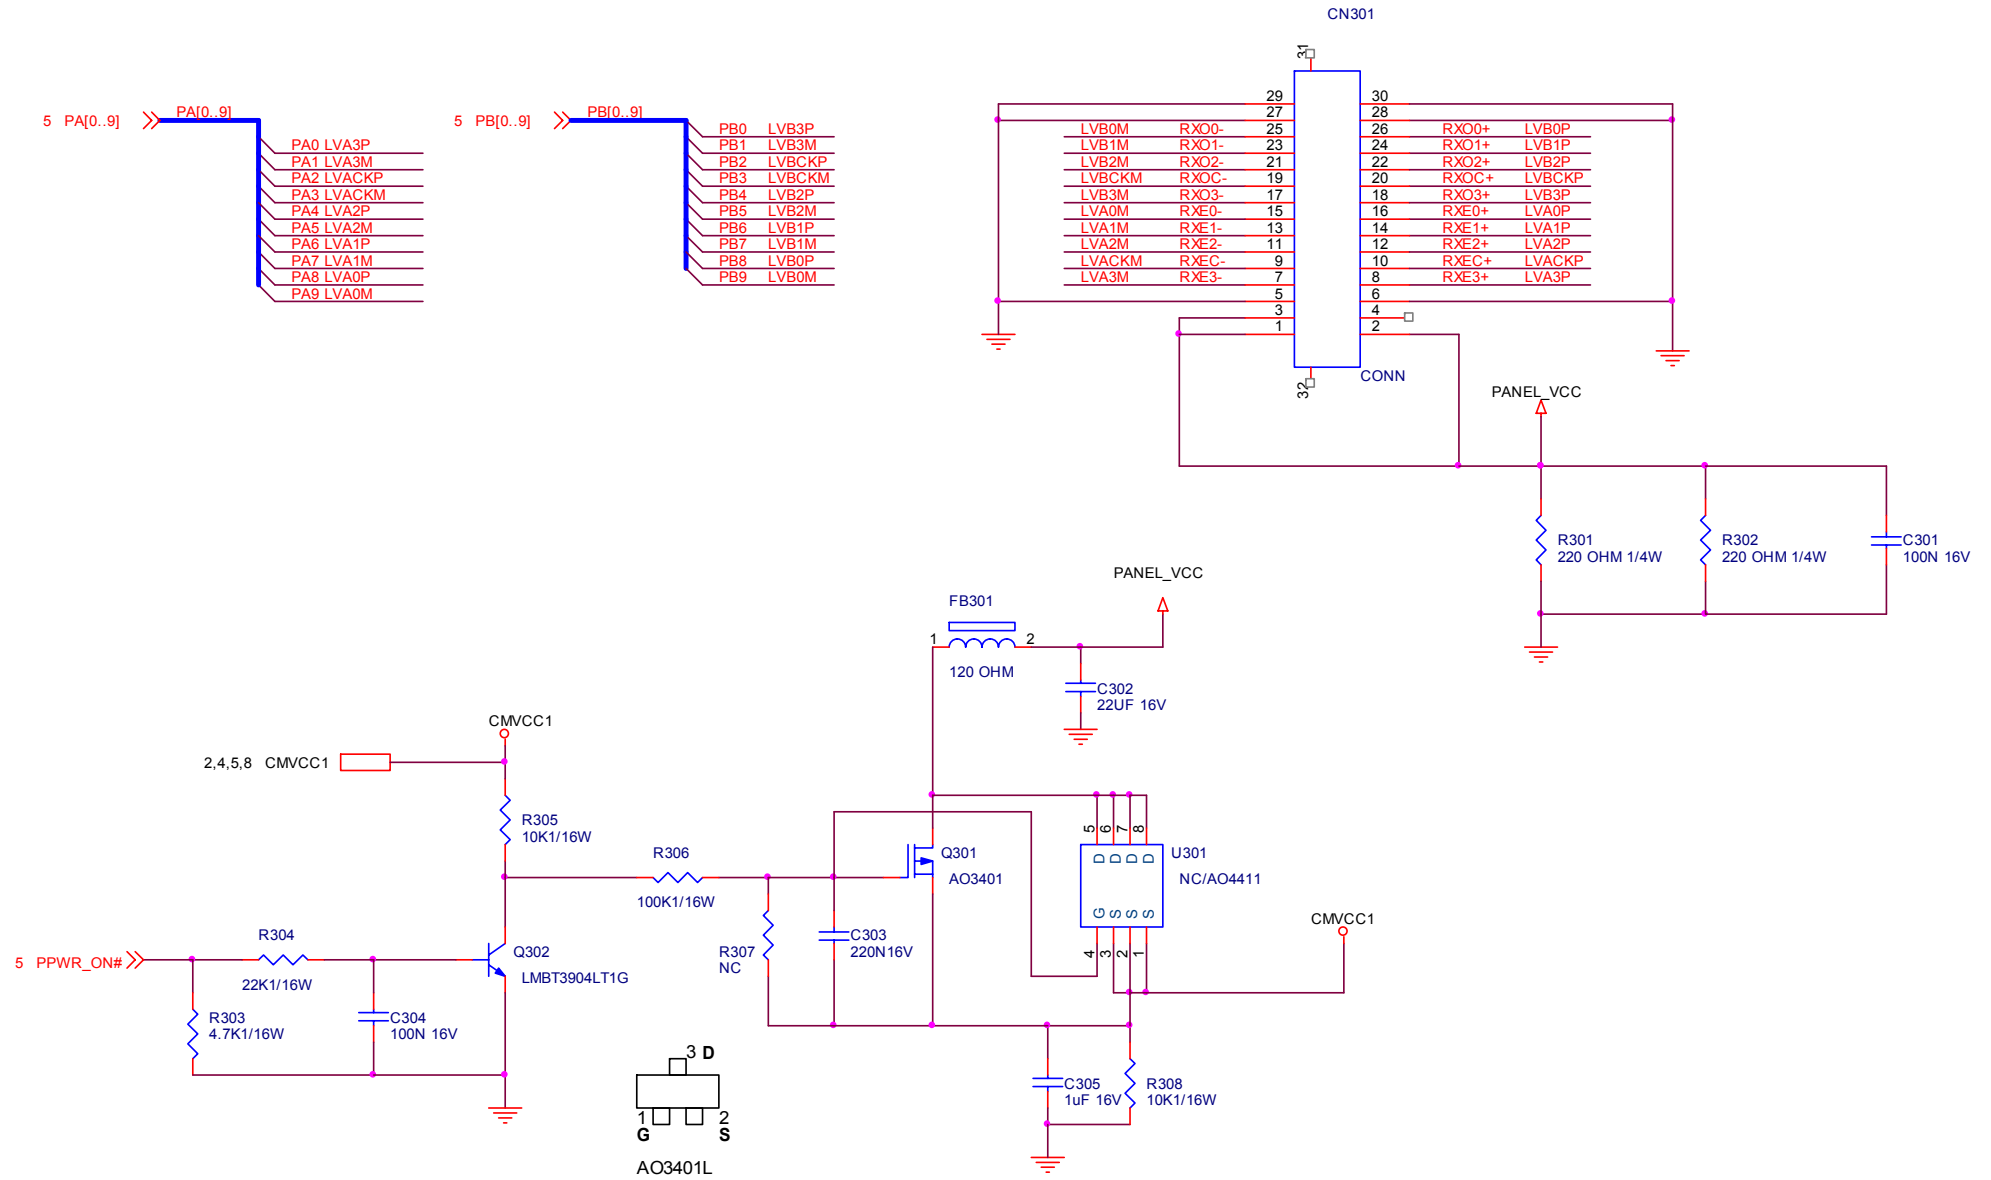 CN301
31
5 PA[0..9] PA[0..9]
PA0 LVA3P
PA1 LVA3M
PA2 LVACKP
PA3 LVACKM
PA4 LVA2P
PA5 LVA2M
PA6 LVA1P
PA7 LVA1M
PA8 LVA0P
PA9 LVA0M
5 PB[0..9] PB[0..9]
PB0 LVB3P
PB1 LVB3M
PB2 LVBCKP
PB3 LVBCKM
PB4 LVB2P
PB5 LVB2M
PB6 LVB1P
PB7 LVB1M
PB8 LVB0P
PB9 LVB0M
29 30
27 28
LVB0M RXO0- 25 26 RXO0+ LVB0P
LVB1M RXO1- 23 24 RXO1+ LVB1P
LVB2M RXO2- 21 22 RXO2+ LVB2P
LVBCKM RXOC- 19 20 RXOC+ LVBCKP
LVB3M RXO3- 17 18 RXO3+ LVB3P
LVA0M RXE0- 15 16 RXE0+ LVA0P
LVA1M RXE1- 13 14 RXE1+ LVA1P
LVA2M RXE2- 11 12 RXE2+ LVA2P
LVACKM RXEC- 9 10 RXEC+ LVACKP
LVA3M RXE3- 7 8 RXE3+ LVA3P
5 6
3 4
1 2
CONN
32
PANEL_VCC
R301
220 OHM 1/4W
R302
220 OHM 1/4W
C301
100N 16V
PANEL_VCC
FB301
1 2
120 OHM
C302
22UF 16V
CMVCC1
2,4,5,8 CMVCC1
R305
10K1/16W
R306
100K1/16W
Q301
AO3401
5 6 7 8
D D D D
U301
NC/AO4411
G S S S
4 3 2 1
CMVCC1
R307
NC
C303
220N16V
R304
22K1/16W
5 PPWR_ON#
Q302
LMBT3904LT1G
R303
4.7K1/16W
C304
100N 16V
3 D
1 2
G S
AO3401L
C305
1uF 16V
R308
10K1/16W